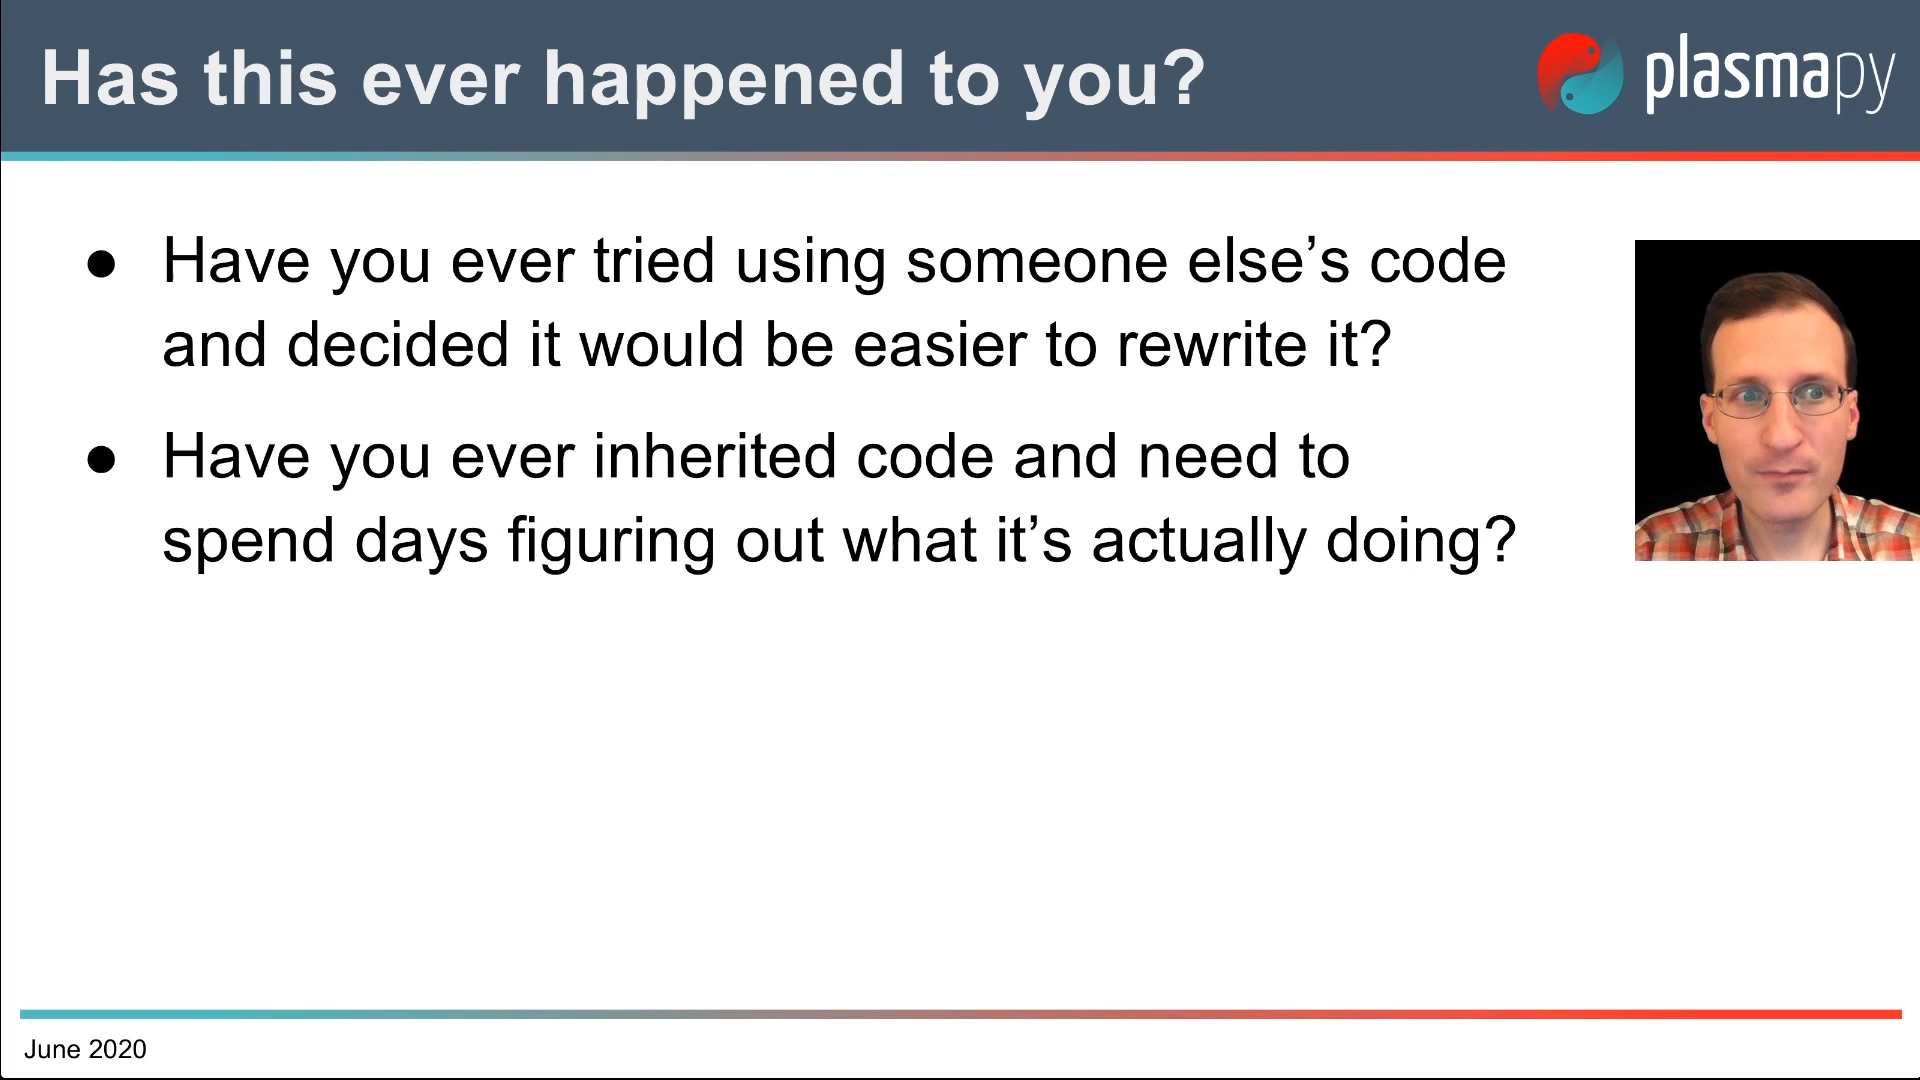 Has this ever happened to you?
plasmapy
● Have you ever tried using someone else’s code
and decided it would be easier to rewrite it?
● Have you ever inherited code and need to
spend days figuring out what it’s actually doing?
June 2020